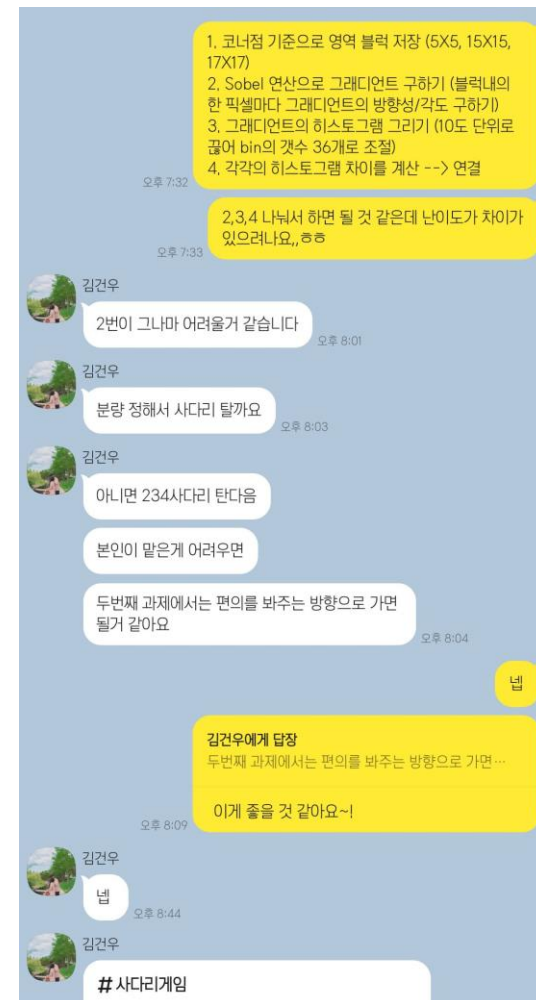 1. 코너점 기준으로 영역 블럭 저장 (5X5, 15X15,
17X17)
2. Sobel 연산으로 그래디언트 구하기 (블럭내의
한 픽셀마다 그래디언트의 방향성/각도 구하기)
3. 그래디언트의 히스토그램 그리기 (10도 단위로
끊어 bin의 갯수 36개로 조절)
4. 각각의 히스토그램 차이를 계산 --> 연결
오후 7:32
2,3,4 나눠서 하면 될 것 같은데 난이도가 차이가
있으려나요,,ㅎㅎ
오후 7:33
김건우
2번이 그나마 어려울거 같습니다
오후 8:01
김건우
분량 정해서 사다리 탈까요
오후 8:03
김건우
아니면 234사다리 탄다음
본인이 맡은게 어려우면
두번째 과제에서는 편의를 봐주는 방향으로 가면
될거 같아요
오후 8:04
넵
김건우에게 답장
두번째 과제에서는 편의를 봐주는 방향으로 가면…
이게 좋을 것 같아요~!
오후 8:09
김건우
넵
오후 8:44
김건우
# 사다리게임